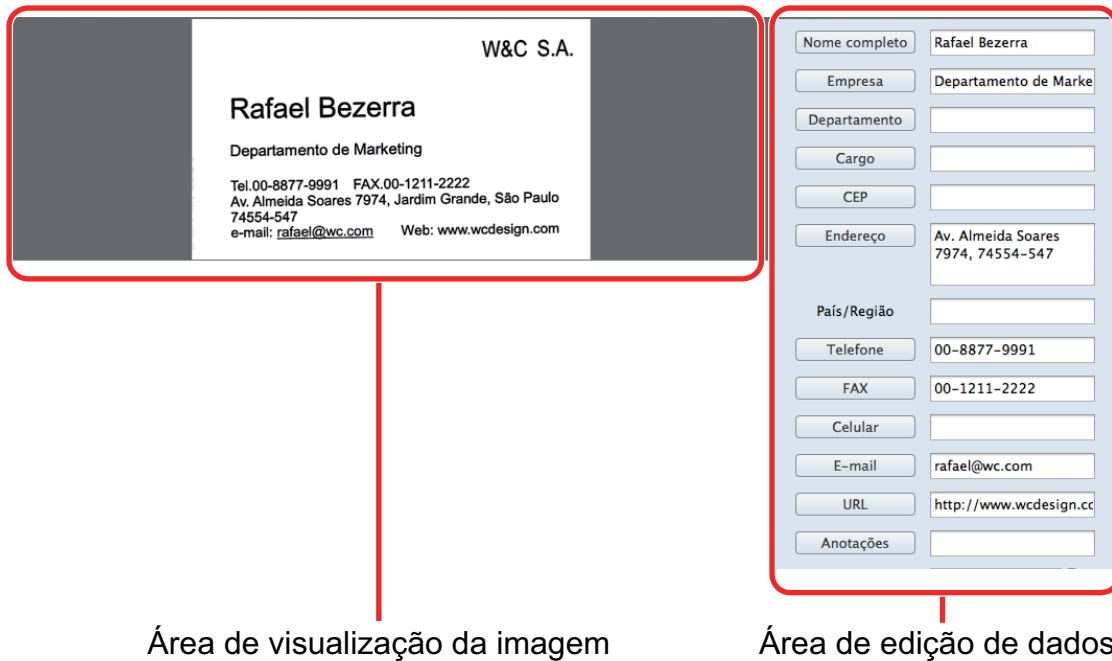 W&C S.A.
Rafael Bezerra
Departamento de Marketing
Tel.00-8877-9991 FAX.00-1211-2222
Av. Almeida Soares 7974, Jardim Grande, São Paulo
74554-547
e-mail: rafael@wc.com Web: www.wcdesign.com
Nome completo Rafael Bezerra
Empresa Departamento de Marke
Departamento
Cargo
CEP
Endereço Av. Almeida Soares
7974, 74554-547
País/Região
Telefone 00-8877-9991
FAX 00-1211-2222
Celular
E-mail rafael@wc.com
URL http://www.wcdesign.cc
Anotações
Área de visualização da imagem
Área de edição de dados